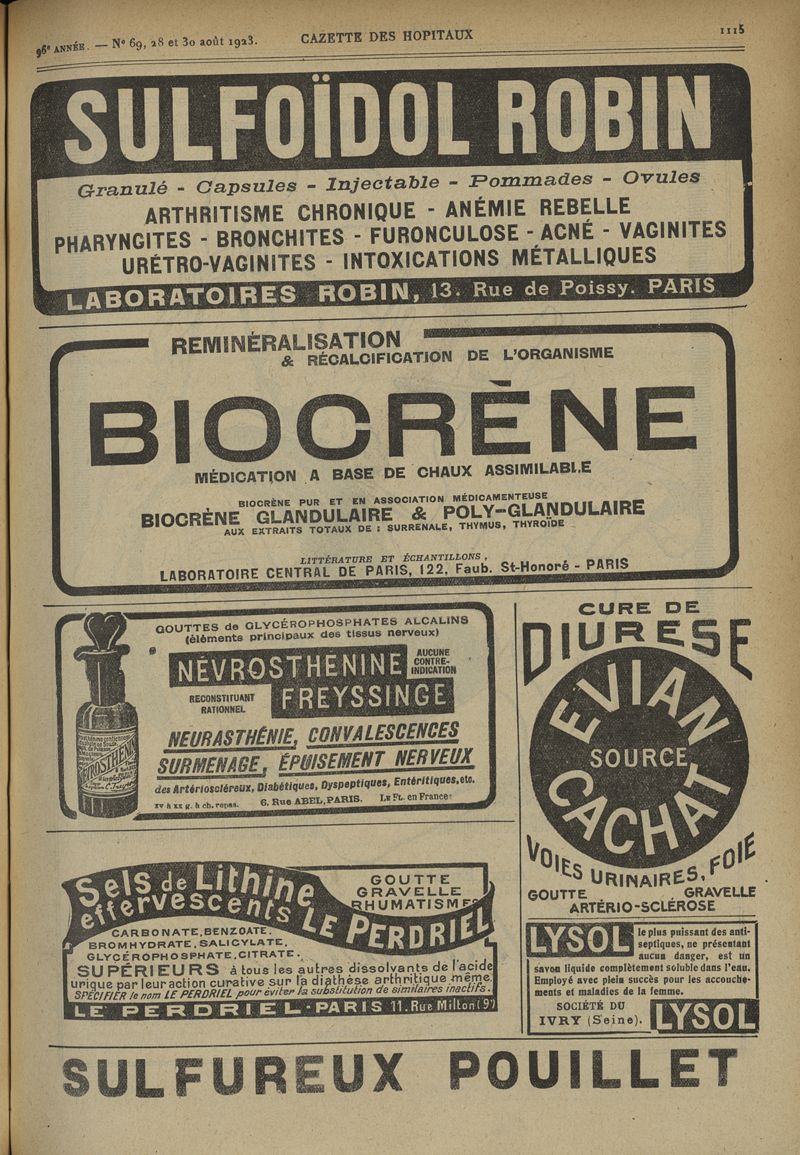 96e ANNÉE. — No 69, 28 et 30 août 1923.
CAZETTE DES HOPITAUX
1115
SULFOÏDOL ROBIN
Granulé - Capsules - Injectable - Pommades - Ovules
ARTHRITISME CHRONIQUE - ANÉMIE REBELLE
PHARYNGITES - BRONCHITES - FURONCULOSE - ACNÉ - VAGINITES
URÉTRO-VAGINITES - INTOXICATIONS MÉTALLIQUES
LABORATOIRES ROBIN, 13. Rue de Poissy. PARIS
REMINÉRALISATION
& RÉCALCIFICATION DE L'ORGANISME
BIOCRÈNE
MÉDICATION A BASE DE CHAUX ASSIMILABLE
BIOCRÈNE PUR ET EN ASSOCIATION MÉDICAMENTEUSE
BIOCRÈNE GLANDULAIRE & POLY-GLANDULAIRE
AUX EXTRAITS TOTAUX DE : SURRENALE, THYMUS, THYROÏDE
LITTÉRATURE ET ÉCHANTILLONS,
LABORATOIRE CENTRAL DE PARIS, 122, Faub. St-Honoré - PARIS
GOUTTES de GLYCÉROPHOSPHATES ALCALINS
(éléments principaux des tissus nerveux)
NÉVROSTHÉNINE
AUCUNE
CONTRE-
INDICATION
RECONSTITUANT
RATIONNEL
FREYSSINGE
NEURASTHÉNIE, CONVALESCENCES
SURMENAGE, ÉPUISEMENT NERVEUX
des Artérioscléreux, Diabétiques, Dyspeptiques, Entéritiques, etc.
XV à XX g. à ch. repas. 6, Rue ABEL, PARIS. Le Fl. en France
CURE DE
DIURESE
EVIAN
SOURCE
CACHAT
VOIES URINAIRES, FOIE
GOUTTE GRAVELLE
ARTÉRIO-SCLÉROSE
Sels de Lithine
effervescents LE PERDRIEL
GOUTTE
GRAVELLE
RHUMATISMES
CARBONATE, BENZOATE.
BROMHYDRATE, SALICYLATE,
GLYCÉROPHOSPHATE, CITRATE.
SUPÉRIEURS à tous les autres dissolvants de l'acide
urique par leur action curative sur la diathèse arthritique même,
SPÉCIFIER le nom LE PERDRIEL pour éviter la substitution de similaires inactifs.
LE PERDRIEL - PARIS 11. Rue Milton (9e)
LYSOL
le plus puissant des anti-
septiques, ne présentant
aucun danger, est un
savon liquide complètement soluble dans l'eau.
Employé avec plein succès pour les accouche-
ments et maladies de la femme.
SOCIÉTÉ DU
IVRY (Seine).
LYSOL
SULFUREUX POUILLET